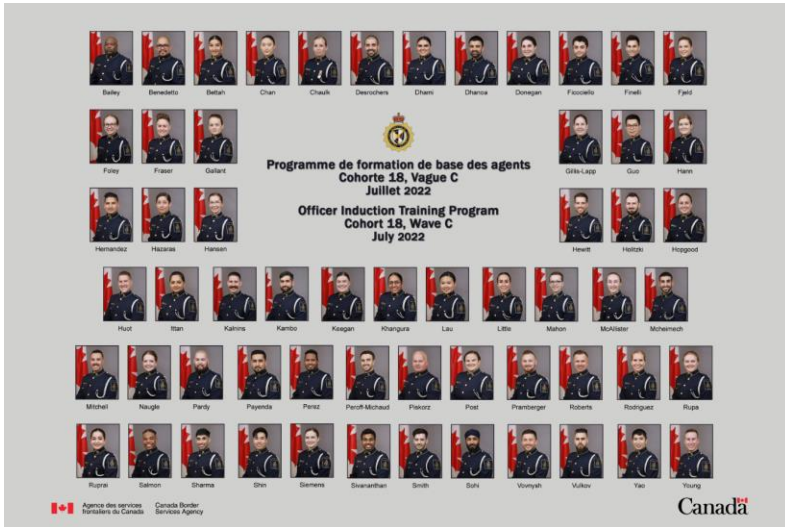 Bailey Benedetto Bettah Chan Chaulk Desrochers Dhami Dhanoa Donegan Ficociello Finelli Fjeld
Foley Fraser Gallant
Programme de formation de base des agents
Cohorte 18, Vague C
Juillet 2022
Officer Induction Training Program
Cohort 18, Wave C
July 2022
Gillis-Lapp Guo Hann
Hernandez Hazaras Hansen
Hewitt Holitzki Hopgood
Huot Ittan Kalnins Kambo Keegan Khangura Lau Little Mahon McAllister Mcheimech
Mitchell Naugle Pardy Payenda Perez Peroff-Michaud Piskorz Post Pramberger Roberts Rodriguez Rupa
Ruprai Salmon Sharma Shin Siemens Sivananthan Smith Sohi Vovnysh Vulkov Yao Young
Agence des services
frontaliers du Canada
Canada Border
Services Agency
Canada